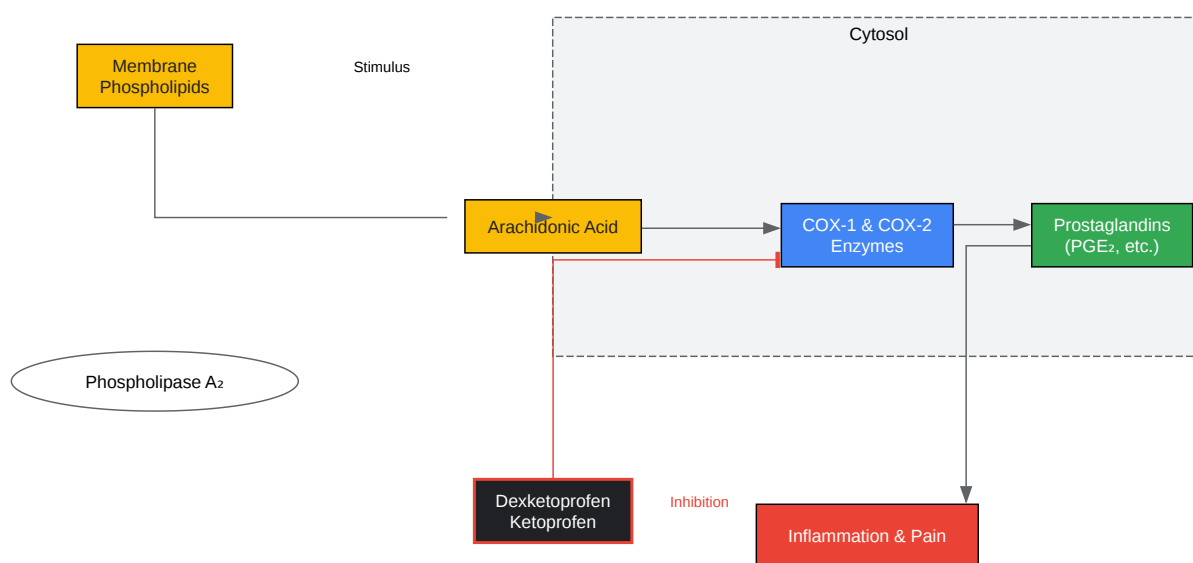 Cytosol
Membrane
Phospholipids
Stimulus
Arachidonic Acid
COX-1 & COX-2
Enzymes
Prostaglandins
(PGE₂, etc.)
Phospholipase A₂
Dexketoprofen
Ketoprofen
Inhibition
Inflammation & Pain